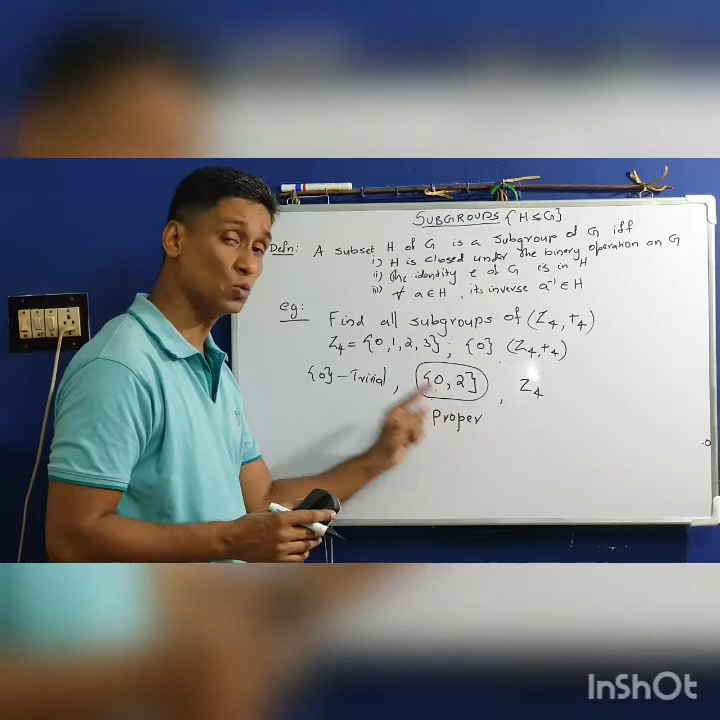 SUBGROUPS {H≤G}
Defn: A subset H of G is a subgroup of G iff
i) H is closed under the binary operation on G
ii) the identity e of G is in H
iii) ∀ a∈H, its inverse a⁻¹∈H
eg: Find all subgroups of (Z₄,+₄)
Z₄ = {0,1,2,3}; {0} (Z₄,+₄)
{0} – Trivial, {0,2}, Z₄
Proper
InShOt